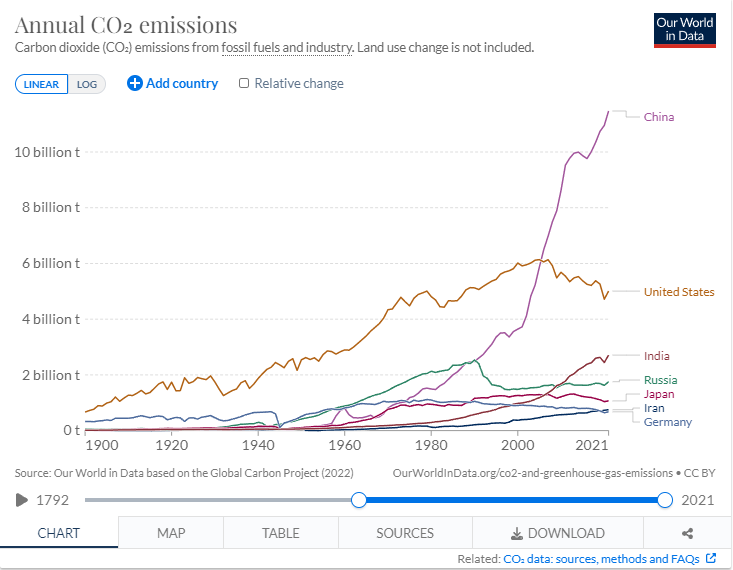 Annual CO₂ emissions
Our World
in Data
Carbon dioxide (CO₂) emissions from fossil fuels and industry. Land use change is not included.
LINEAR LOG
Add country
Relative change
10 billion t
8 billion t
6 billion t
4 billion t
2 billion t
0 t
China
United States
India
Russia
Japan
Iran
Germany
1900 1920 1940 1960 1980 2000 2021
Source: Our World in Data based on the Global Carbon Project (2022) OurWorldInData.org/co2-and-greenhouse-gas-emissions • CC BY
1792 2021
CHART MAP TABLE SOURCES DOWNLOAD
Related: CO₂ data: sources, methods and FAQs